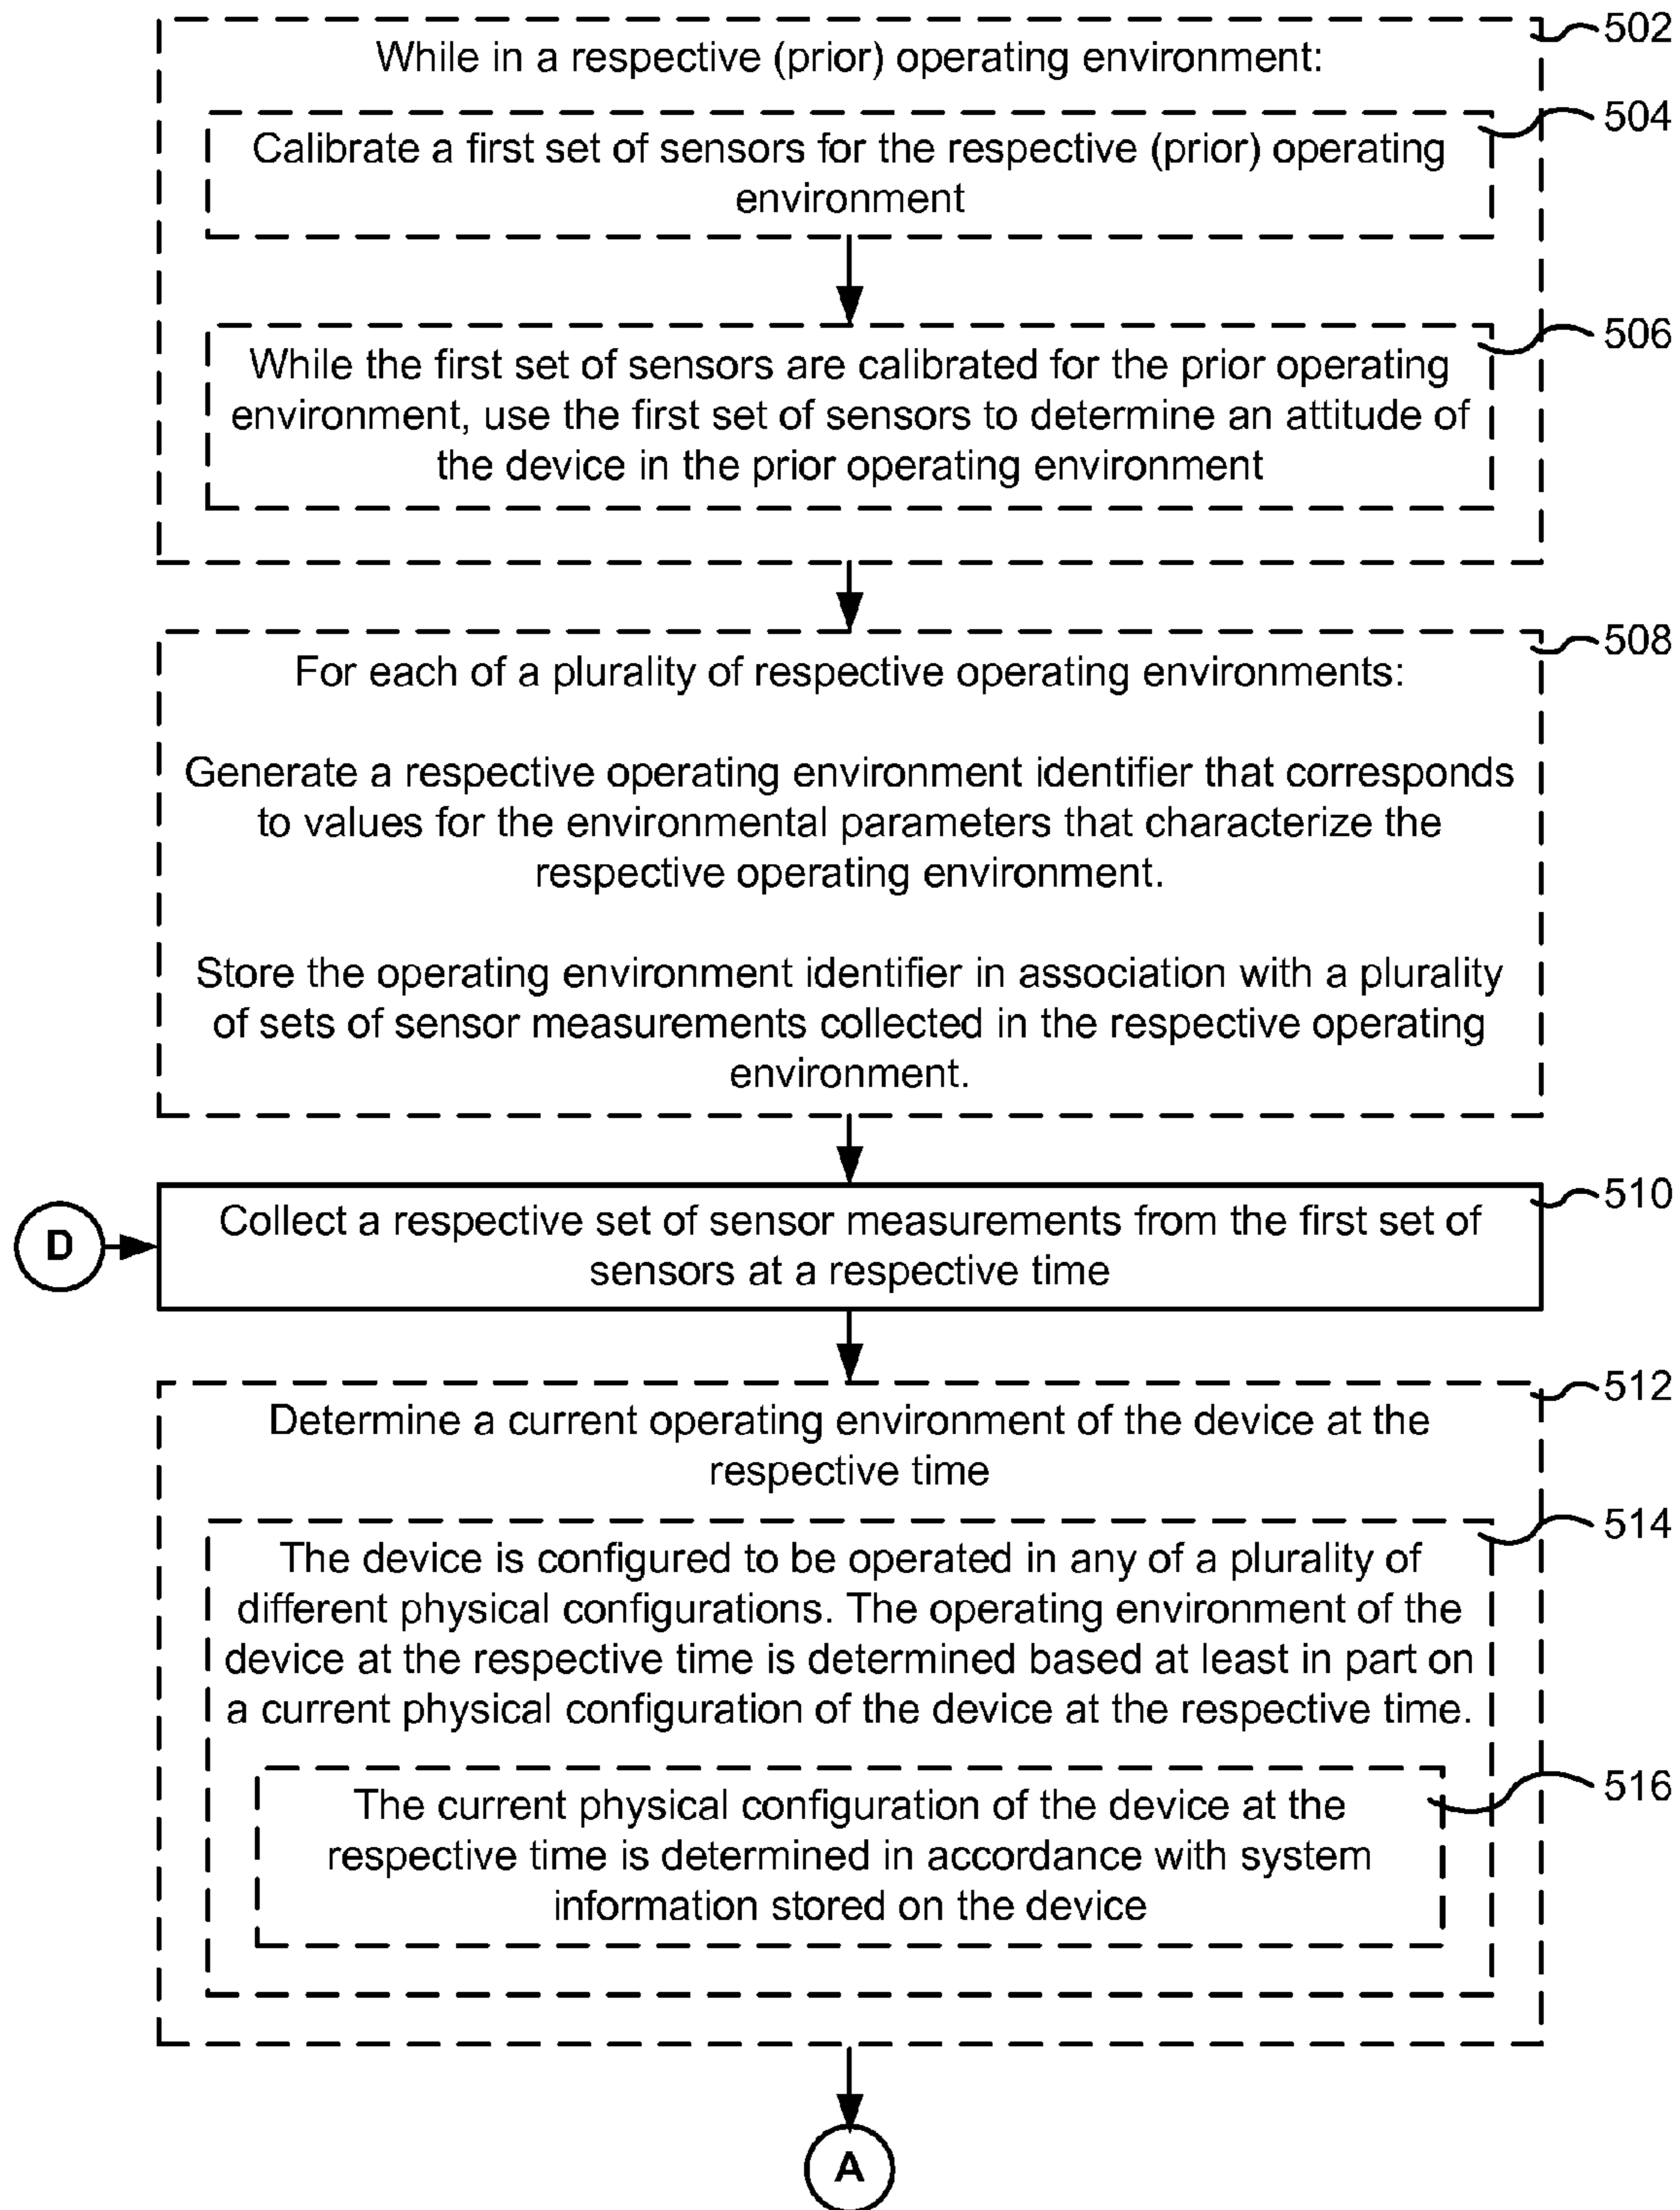 While in a respective (prior) operating environment:
502
Calibrate a first set of sensors for the respective (prior) operating
environment
504
While the first set of sensors are calibrated for the prior operating
environment, use the first set of sensors to determine an attitude of
the device in the prior operating environment
506
For each of a plurality of respective operating environments:
508
Generate a respective operating environment identifier that corresponds
to values for the environmental parameters that characterize the
respective operating environment.
Store the operating environment identifier in association with a plurality
of sets of sensor measurements collected in the respective operating
environment.
D
Collect a respective set of sensor measurements from the first set of
sensors at a respective time
510
Determine a current operating environment of the device at the
respective time
512
The device is configured to be operated in any of a plurality of
different physical configurations. The operating environment of the
device at the respective time is determined based at least in part on
a current physical configuration of the device at the respective time.
514
The current physical configuration of the device at the
respective time is determined in accordance with system
information stored on the device
516
A